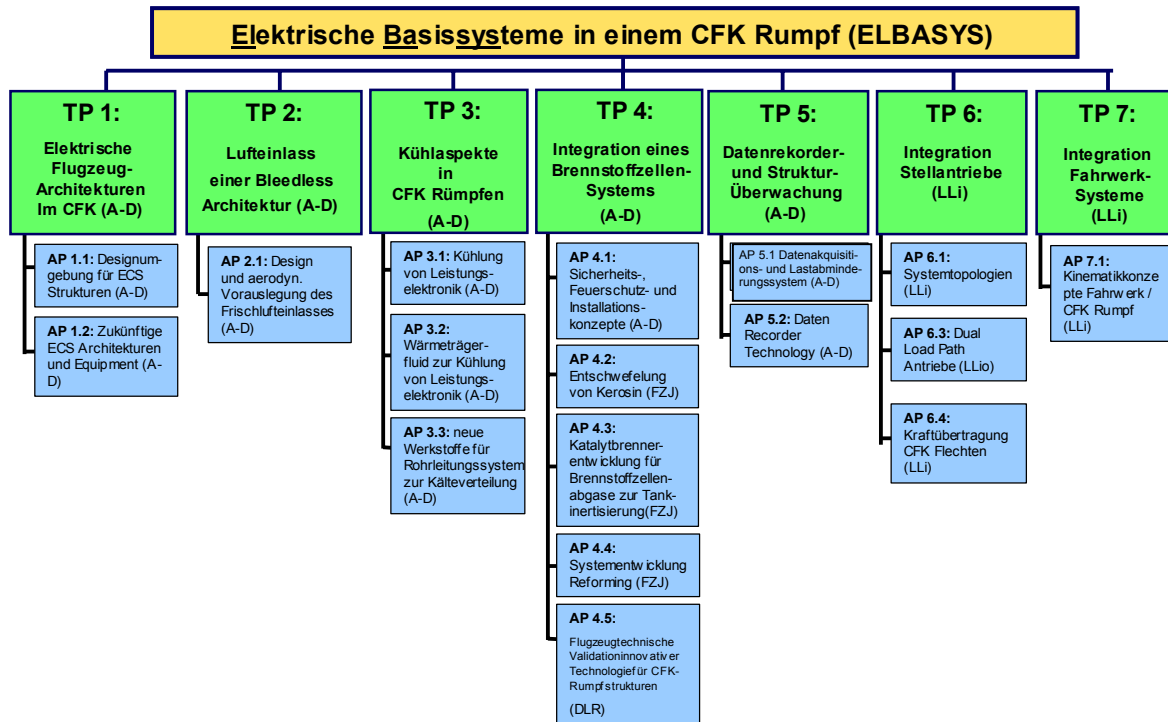 Elektrische Basissysteme in einem CFK Rumpf (ELBASYS)
TP 1:
Elektrische
Flugzeug-
Architekturen
Im CFK (A-D)
AP 1.1: Designum-
gebung für ECS
Strukturen (A-D)
AP 1.2: Zukünftige
ECS Architekturen
und Equipment (A-
D)
TP 2:
Lufteinlass
einer Bleedless
Architektur (A-D)
AP 2.1: Design
und aerodyn.
Vorauslegung des
Frischlufteinlasses
(A-D)
TP 3:
Kühlaspekte
in
CFK Rümpfen
(A-D)
AP 3.1: Kühlung
von Leistungs-
elektronik (A-D)
AP 3.2:
Wärmeträger-
fluid zur Kühlung
von Leistungs-
elektronik (A-D)
AP 3.3: neue
Werkstoffe für
Rohrleitungssystem
zur Kälteverteilung
(A-D)
TP 4:
Integration eines
Brennstoffzellen-
Systems
(A-D)
AP 4.1:
Sicherheits-,
Feuerschutz- und
Installations-
konzepte (A-D)
AP 4.2:
Entschwefelung
von Kerosin (FZJ)
AP 4.3:
Katalytbrenner-
entwicklung für
Brennstoffzellen-
abgase zur Tank-
inertisierung(FZJ)
AP 4.4:
Systementwicklung
Reforming (FZJ)
AP 4.5:
Flugzeugtechnische
Validationinnovativer
Technologiefür CFK-
Rumpfstrukturen
(DLR)
TP 5:
Datenrekorder-
und Struktur-
Überwachung
(A-D)
AP 5.1 Datenakquisitions- und Lastabminde-
rungssystem (A-D)
AP 5.2: Daten
Recorder
Technology (A-D)
TP 6:
Integration
Stellantriebe
(LLi)
AP 6.1:
Systemtopologien
(LLi)
AP 6.3: Dual
Load Path
Antriebe (LLio)
AP 6.4:
Kraftübertragung
CFK Flechten
(LLi)
TP 7:
Integration
Fahrwerk-
Systeme
(LLi)
AP 7.1:
Kinematikkonze
pte Fahrwerk /
CFK Rumpf
(LLi)